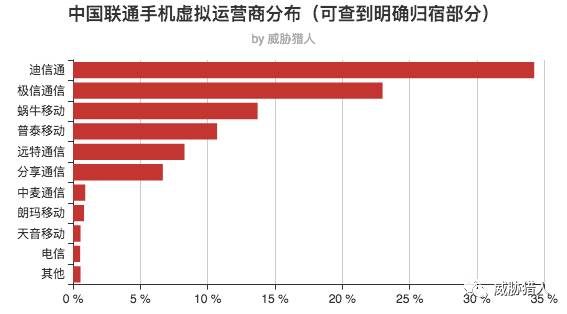 中国联通手机虚拟运营商分布（可查到明确归宿部分）
by 威胁猎人
迪信通
极信通信
蜗牛移动
普泰移动
远特通信
分享通信
中麦通信
朗玛移动
天音移动
电信
其他
0 % 5 % 10 % 15 % 20 % 25 % 30 % 35 %
威胁猎人